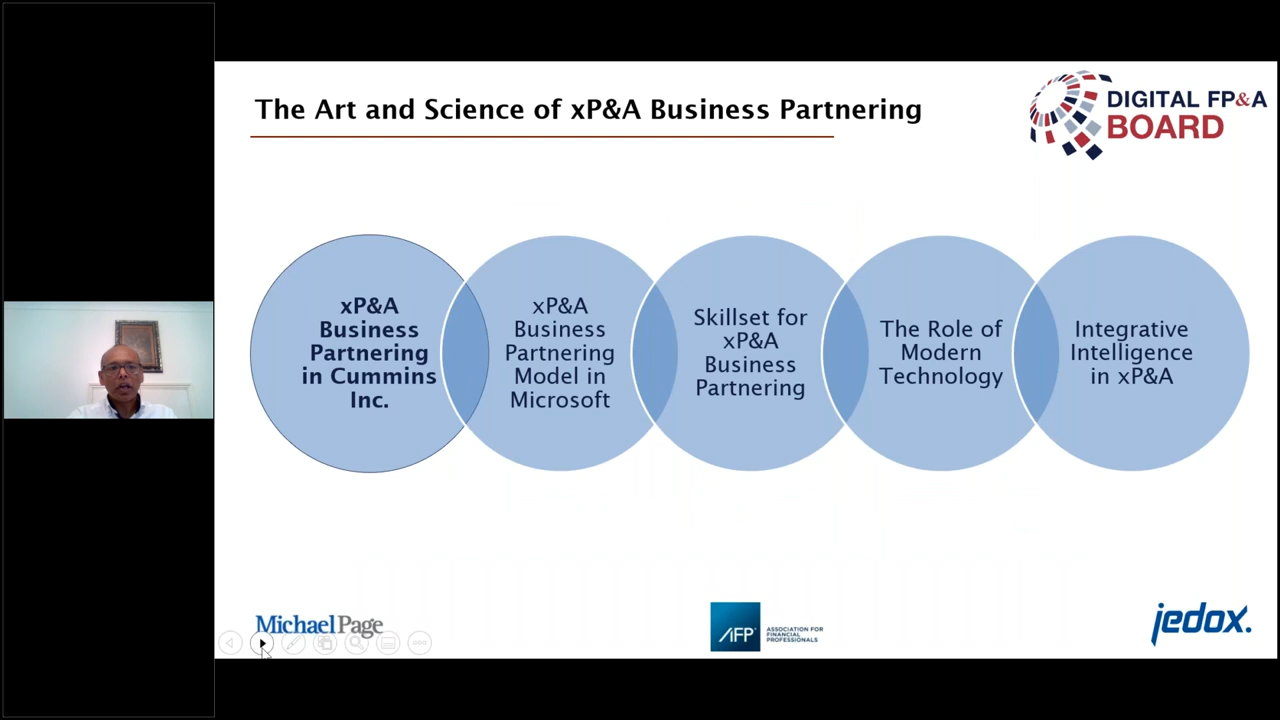 The Art and Science of xP&A Business Partnering
DIGITAL FP&A
BOARD
xP&A
Business
Partnering
in Cummins
Inc.
xP&A
Business
Partnering
Model in
Microsoft
Skillset for
xP&A
Business
Partnering
The Role of
Modern
Technology
Integrative
Intelligence
in xP&A
MichaelPage
AFP
ASSOCIATION FOR
FINANCIAL
PROFESSIONALS
jedox.